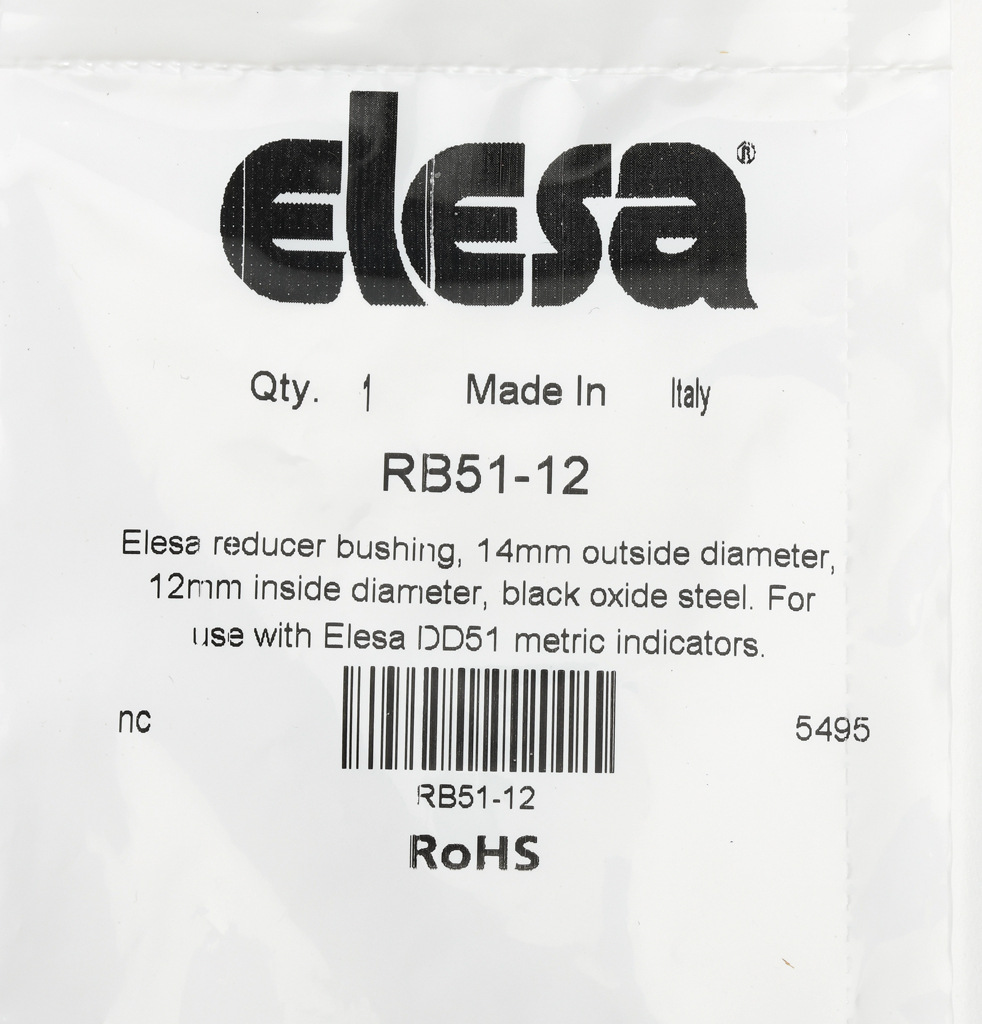 elesa®
Qty. 1 Made In Italy
RB51-12
Elesa reducer bushing, 14mm outside diameter,
12mm inside diameter, black oxide steel. For
use with Elesa DD51 metric indicators.
nc 5495
RB51-12
RoHS